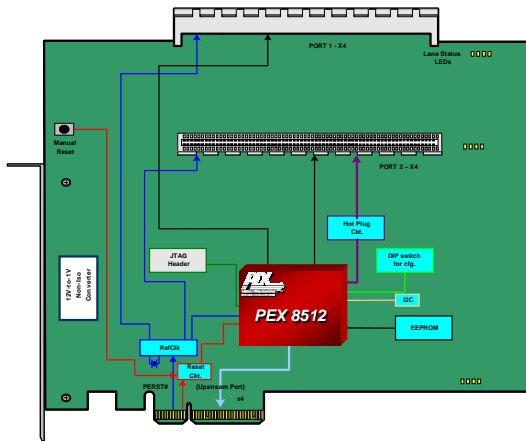 PORT 1 - X4
Lane Status
LEDs
Manual
Reset
PORT 2 – X4
Hot Plug
Ckt.
JTAG
Header
DIP switch
for cfg.
12V-to-1V
Non-Iso
Converter
PLX
PEX 8512
I2C
EEPROM
RefClk
Reset
Ckt.
PERST#
(Upstream Port)
x4